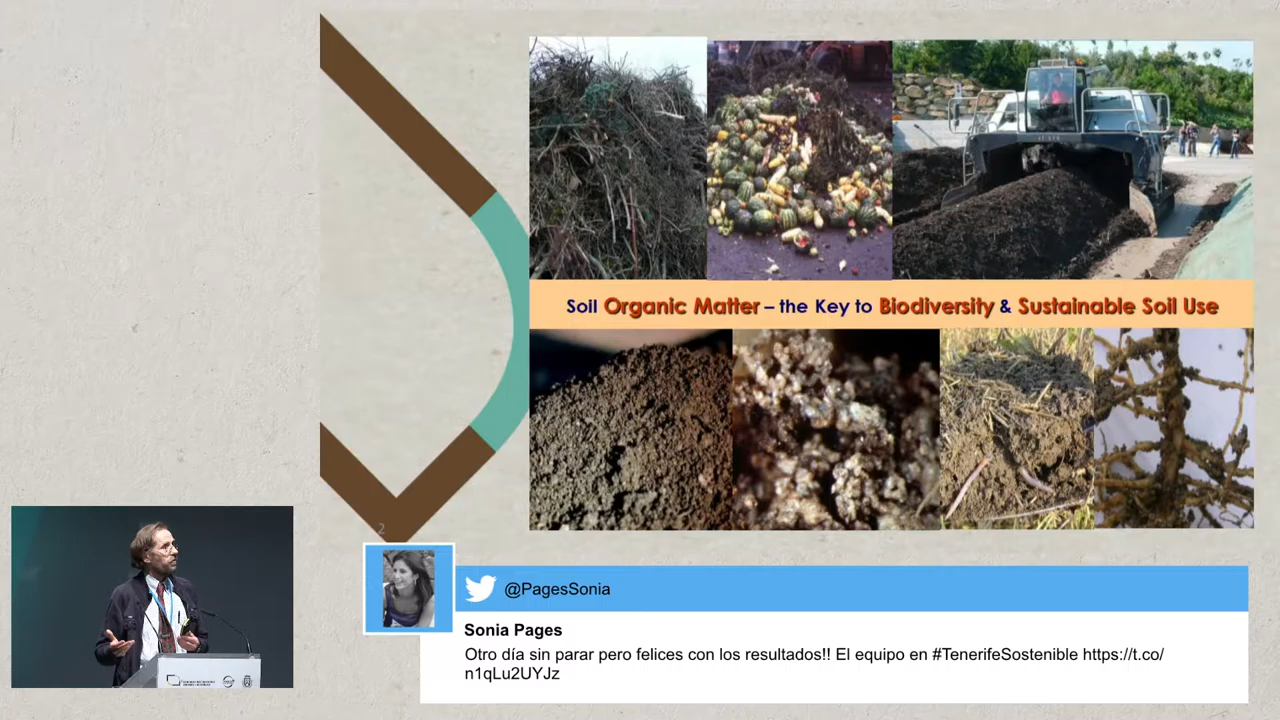 Soil Organic Matter – the Key to Biodiversity & Sustainable Soil Use
2
@PagesSonia
Sonia Pages
Otro día sin parar pero felices con los resultados!! El equipo en #TenerifeSostenible https://t.co/
n1qLu2UYJz